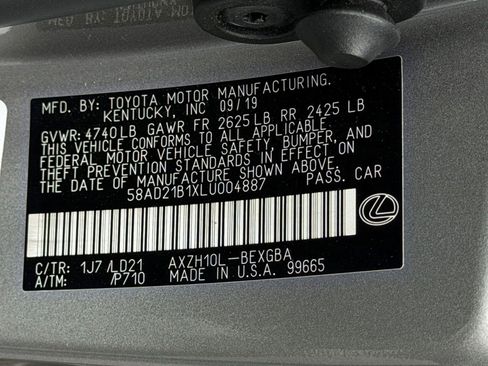 MFD. BY: TOYOTA MOTOR MANUFACTURING.
KENTUCKY, INC 09/19
GVWR: 4740LB GAWR FR 2625LB RR 2425 LB
THIS VEHICLE CONFORMS TO ALL APPLICABLE
FEDERAL MOTOR VEHICLE SAFETY, BUMPER, AND
THEFT PREVENTION STANDARDS IN EFFECT ON
THE DATE OF MANUFACTURE SHOWN ABOVE.
58AD21B1XLU004887 PASS. CAR
C/TR: 1J7 /LD21 AXZH10L-BEXGBA
A/TM: /P710 MADE IN U.S.A. 99665